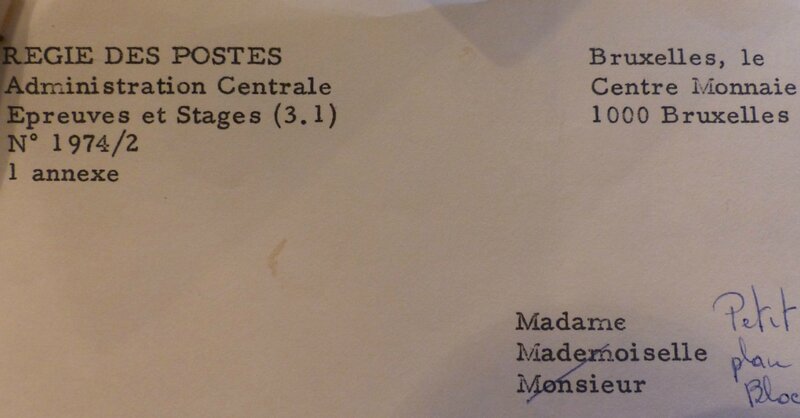 REGIE DES POSTES
Administration Centrale
Epreuves et Stages (3.1)
N° 1974/2
1 annexe
Bruxelles, le
Centre Monnaie
1000 Bruxelles
Madame
Mademoiselle
Monsieur
Petit
plan
Bloc